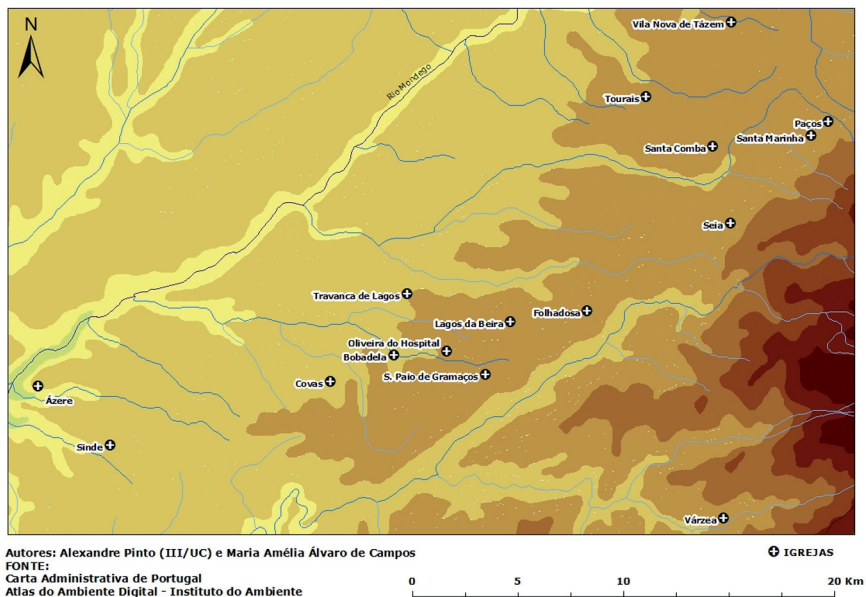 N
Vila Nova de Tázem
Rio Mondego
Tourais
Paços
Santa Marinha
Santa Comba
Seia
Travanca de Lagos
Folhadosa
Lagos da Beira
Oliveira do Hospital
Bobadela
S. Paio de Gramaços
Covas
Ázere
Sinde
Várzea
Autores: Alexandre Pinto (III/UC) e Maria Amélia Álvaro de Campos
IGREJAS
FONTE:
Carta Administrativa de Portugal
Atlas do Ambiente Digital - Instituto do Ambiente
0 5 10 20 Km